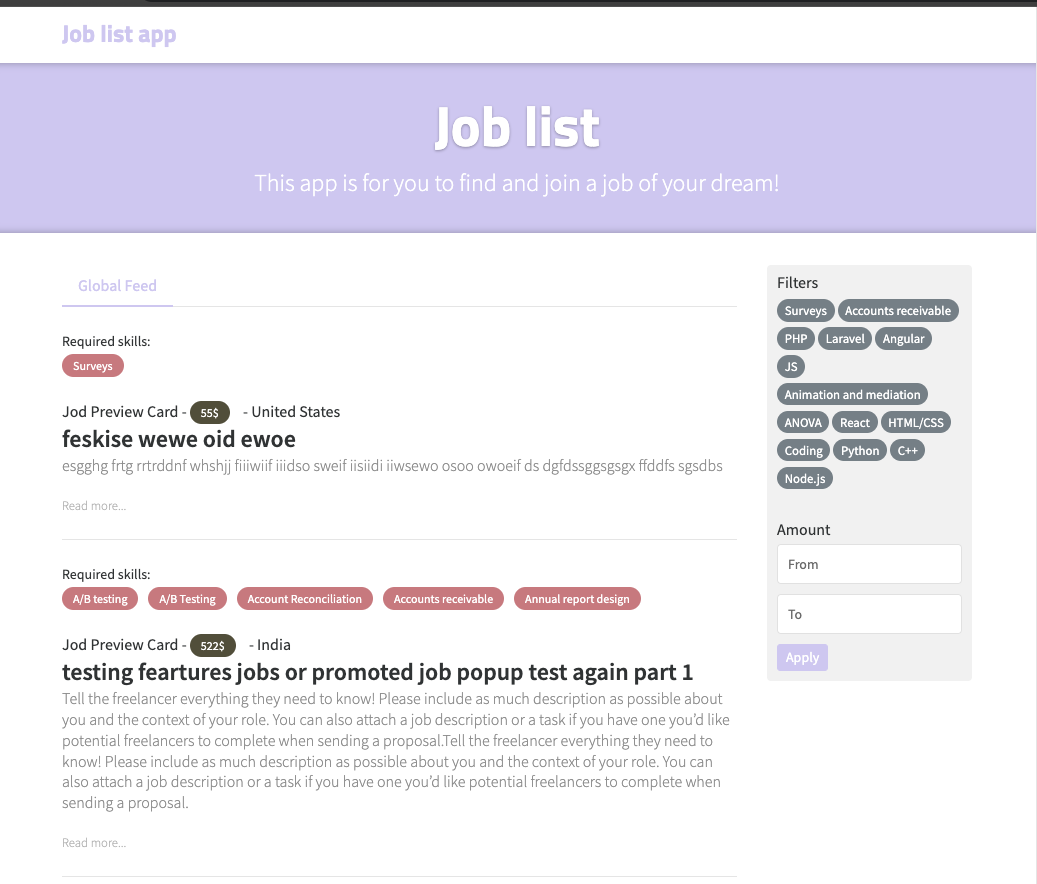 Job list app
Job list
This app is for you to find and join a job of your dream!
Global Feed
Required skills:
Surveys
Jod Preview Card - 55$ - United States
feskise wewe oid ewoe
esgghg frtg rrtrddnf whshjj fiiiwiif iiidso sweif iisiidi iiwsewo osoo owoeif ds dgfdssggsgsgx ffddfs sgsdbs
Read more...
Required skills:
A/B testing A/B Testing Account Reconciliation Accounts receivable Annual report design
Jod Preview Card - 522$ - India
testing feartures jobs or promoted job popup test again part 1
Tell the freelancer everything they need to know! Please include as much description as possible about
you and the context of your role. You can also attach a job description or a task if you have one you’d like
potential freelancers to complete when sending a proposal.Tell the freelancer everything they need to
know! Please include as much description as possible about you and the context of your role. You can
also attach a job description or a task if you have one you’d like potential freelancers to complete when
sending a proposal.
Read more...
Filters
Surveys Accounts receivable
PHP Laravel Angular
JS
Animation and mediation
ANOVA React HTML/CSS
Coding Python C++
Node.js
Amount
From
To
Apply